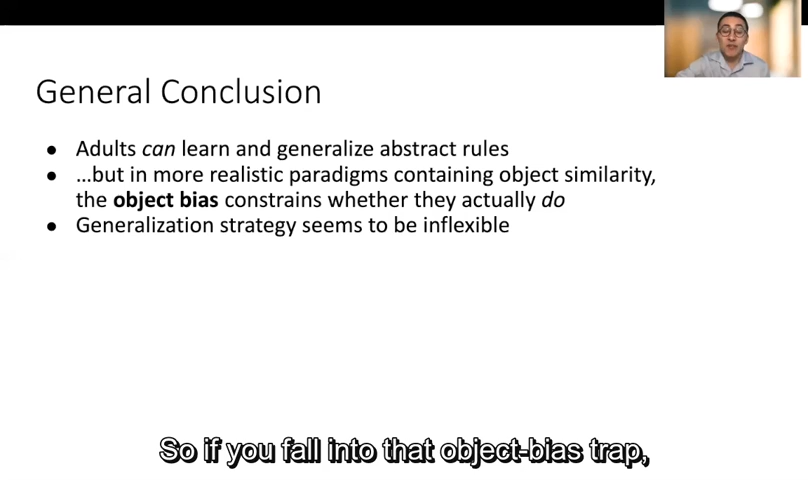 General Conclusion
● Adults can learn and generalize abstract rules
● …but in more realistic paradigms containing object similarity,
the object bias constrains whether they actually do
● Generalization strategy seems to be inflexible
So if you fall into that object-bias trap,